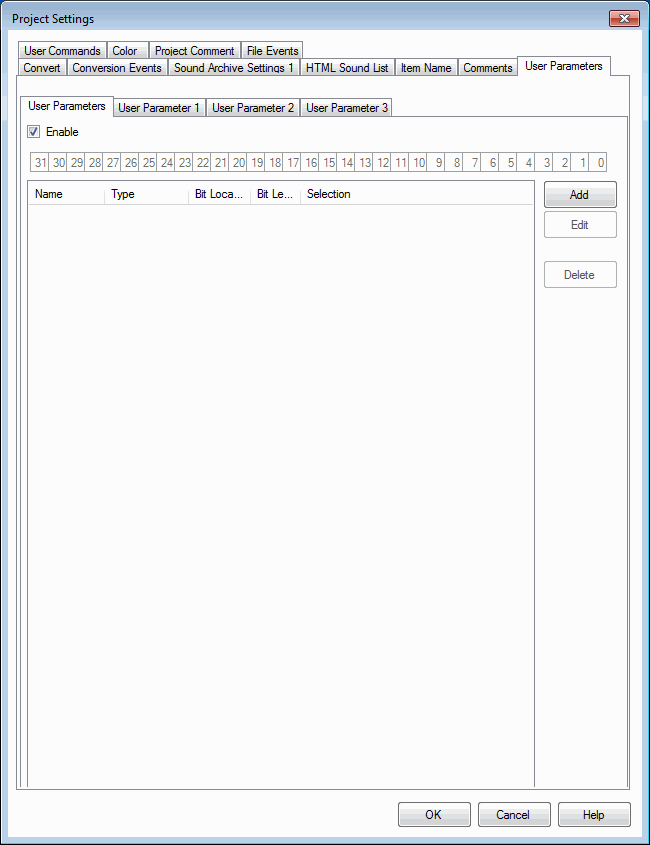 Project Settings
User Commands Color Project Comment File Events
Convert Conversion Events Sound Archive Settings 1 HTML Sound List Item Name Comments User Parameters
User Parameters User Parameter 1 User Parameter 2 User Parameter 3
Enable
31 30 29 28 27 26 25 24 23 22 21 20 19 18 17 16 15 14 13 12 11 10 9 8 7 6 5 4 3 2 1 0
Name Type Bit Loca... Bit Le... Selection
Add
Edit
Delete
OK Cancel Help